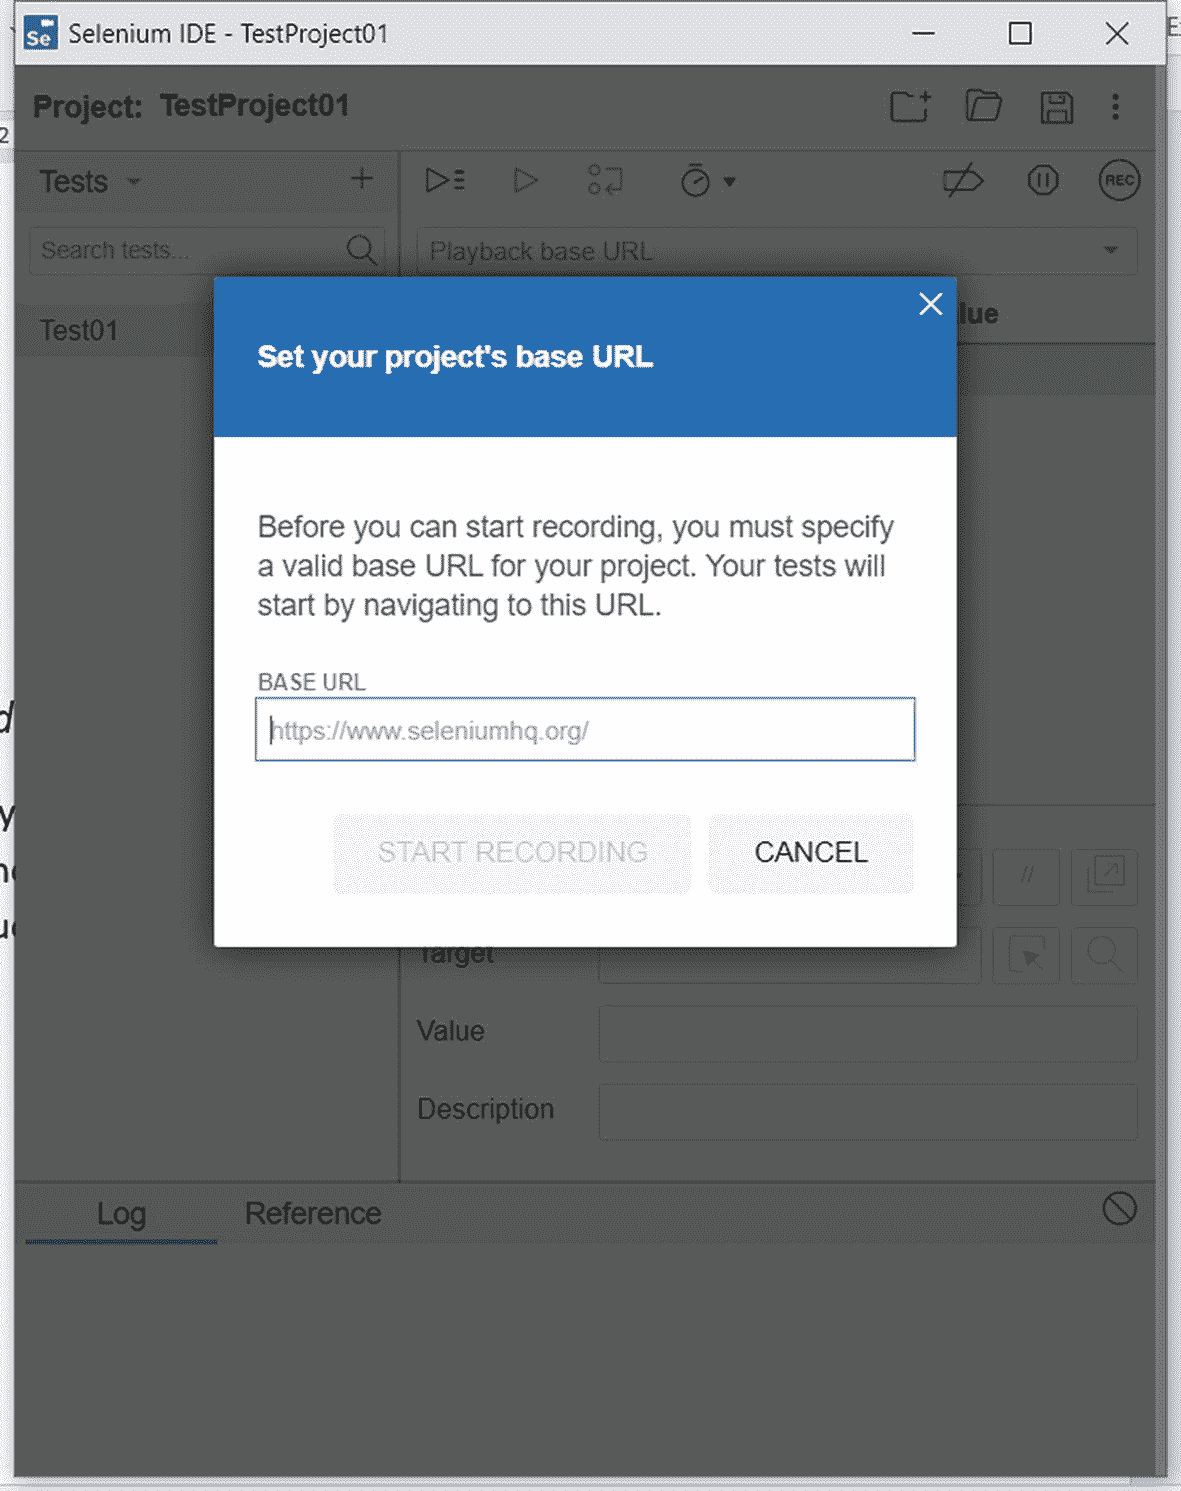 Se Selenium IDE - TestProject01
Project: TestProject01
Tests
REC
Search tests...
Playback base URL
Test01
lue
Set your project's base URL
Before you can start recording, you must specify
a valid base URL for your project. Your tests will
start by navigating to this URL.
BASE URL
https://www.seleniumhq.org/
START RECORDING
CANCEL
//
Target
Value
Description
Log
Reference